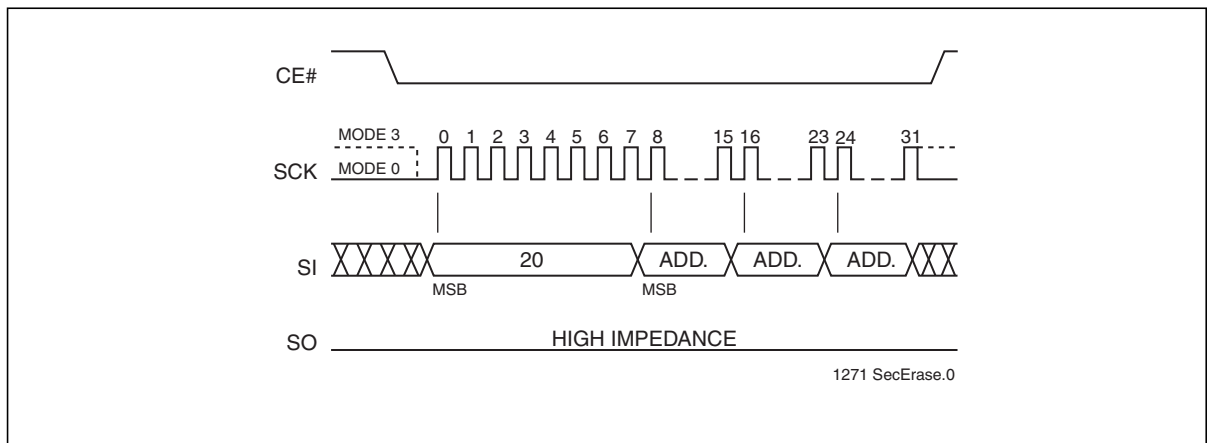 CE#
MODE 3
0 1 2 3 4 5 6 7 8 15 16 23 24 31
SCK
MODE 0
SI
20 ADD. ADD. ADD.
MSB MSB
SO
HIGH IMPEDANCE
1271 SecErase.0